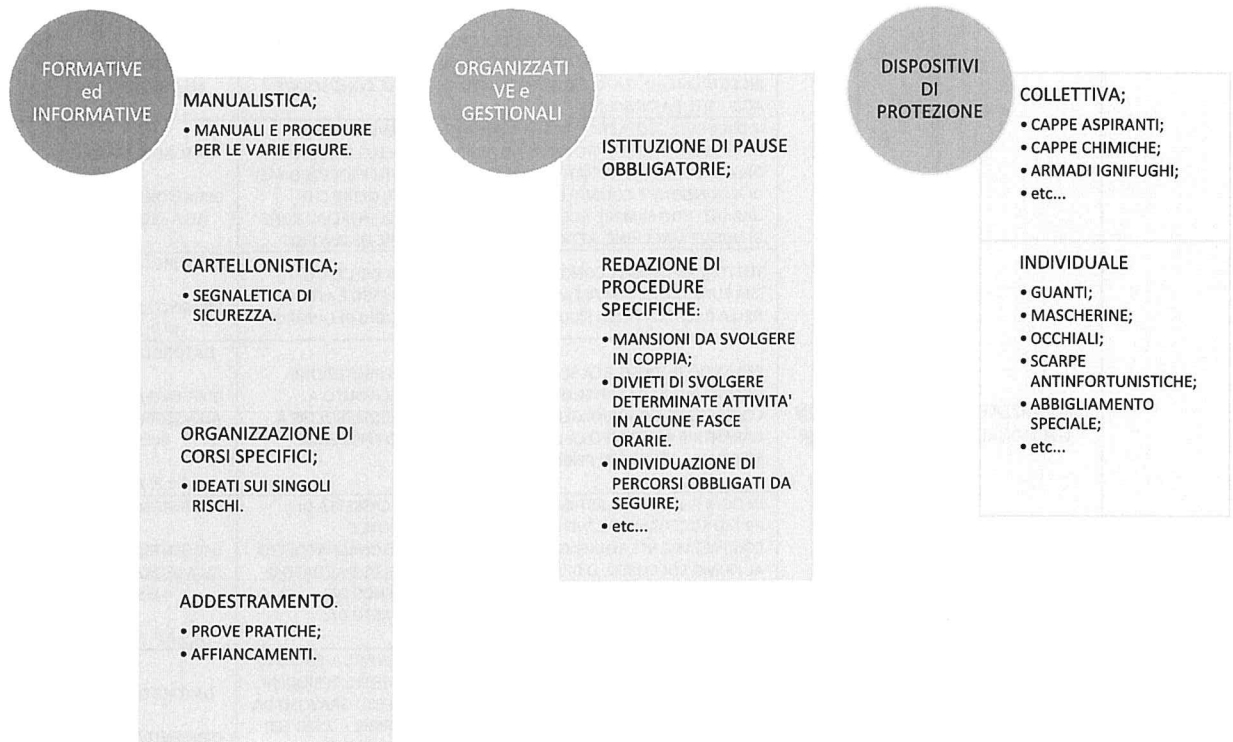 FORMATIVE
ed
INFORMATIVE
MANUALISTICA;
• MANUALI E PROCEDURE
PER LE VARIE FIGURE.
CARTELLONISTICA;
• SEGNALETICA DI
SICUREZZA.
ORGANIZZAZIONE DI
CORSI SPECIFICI;
• IDEATI SUI SINGOLI
RISCHI.
ADDESTRAMENTO.
• PROVE PRATICHE;
• AFFIANCAMENTI.
ORGANIZZATI
VE e
GESTIONALI
ISTITUZIONE DI PAUSE
OBBLIGATORIE;
REDAZIONE DI
PROCEDURE
SPECIFICHE:
• MANSIONI DA SVOLGERE
IN COPPIA;
• DIVIETI DI SVOLGERE
DETERMINATE ATTIVITA'
IN ALCUNE FASCE
ORARIE.
• INDIVIDUAZIONE DI
PERCORSI OBBLIGATI DA
SEGUIRE;
• etc...
DISPOSITIVI
DI
PROTEZIONE
COLLETTIVA;
• CAPPE ASPIRANTI;
• CAPPE CHIMICHE;
• ARMADI IGNIFUGHI;
• etc...
INDIVIDUALE
• GUANTI;
• MASCHERINE;
• OCCHIALI;
• SCARPE
ANTINFORTUNISTICHE;
• ABBIGLIAMENTO
SPECIALE;
• etc...